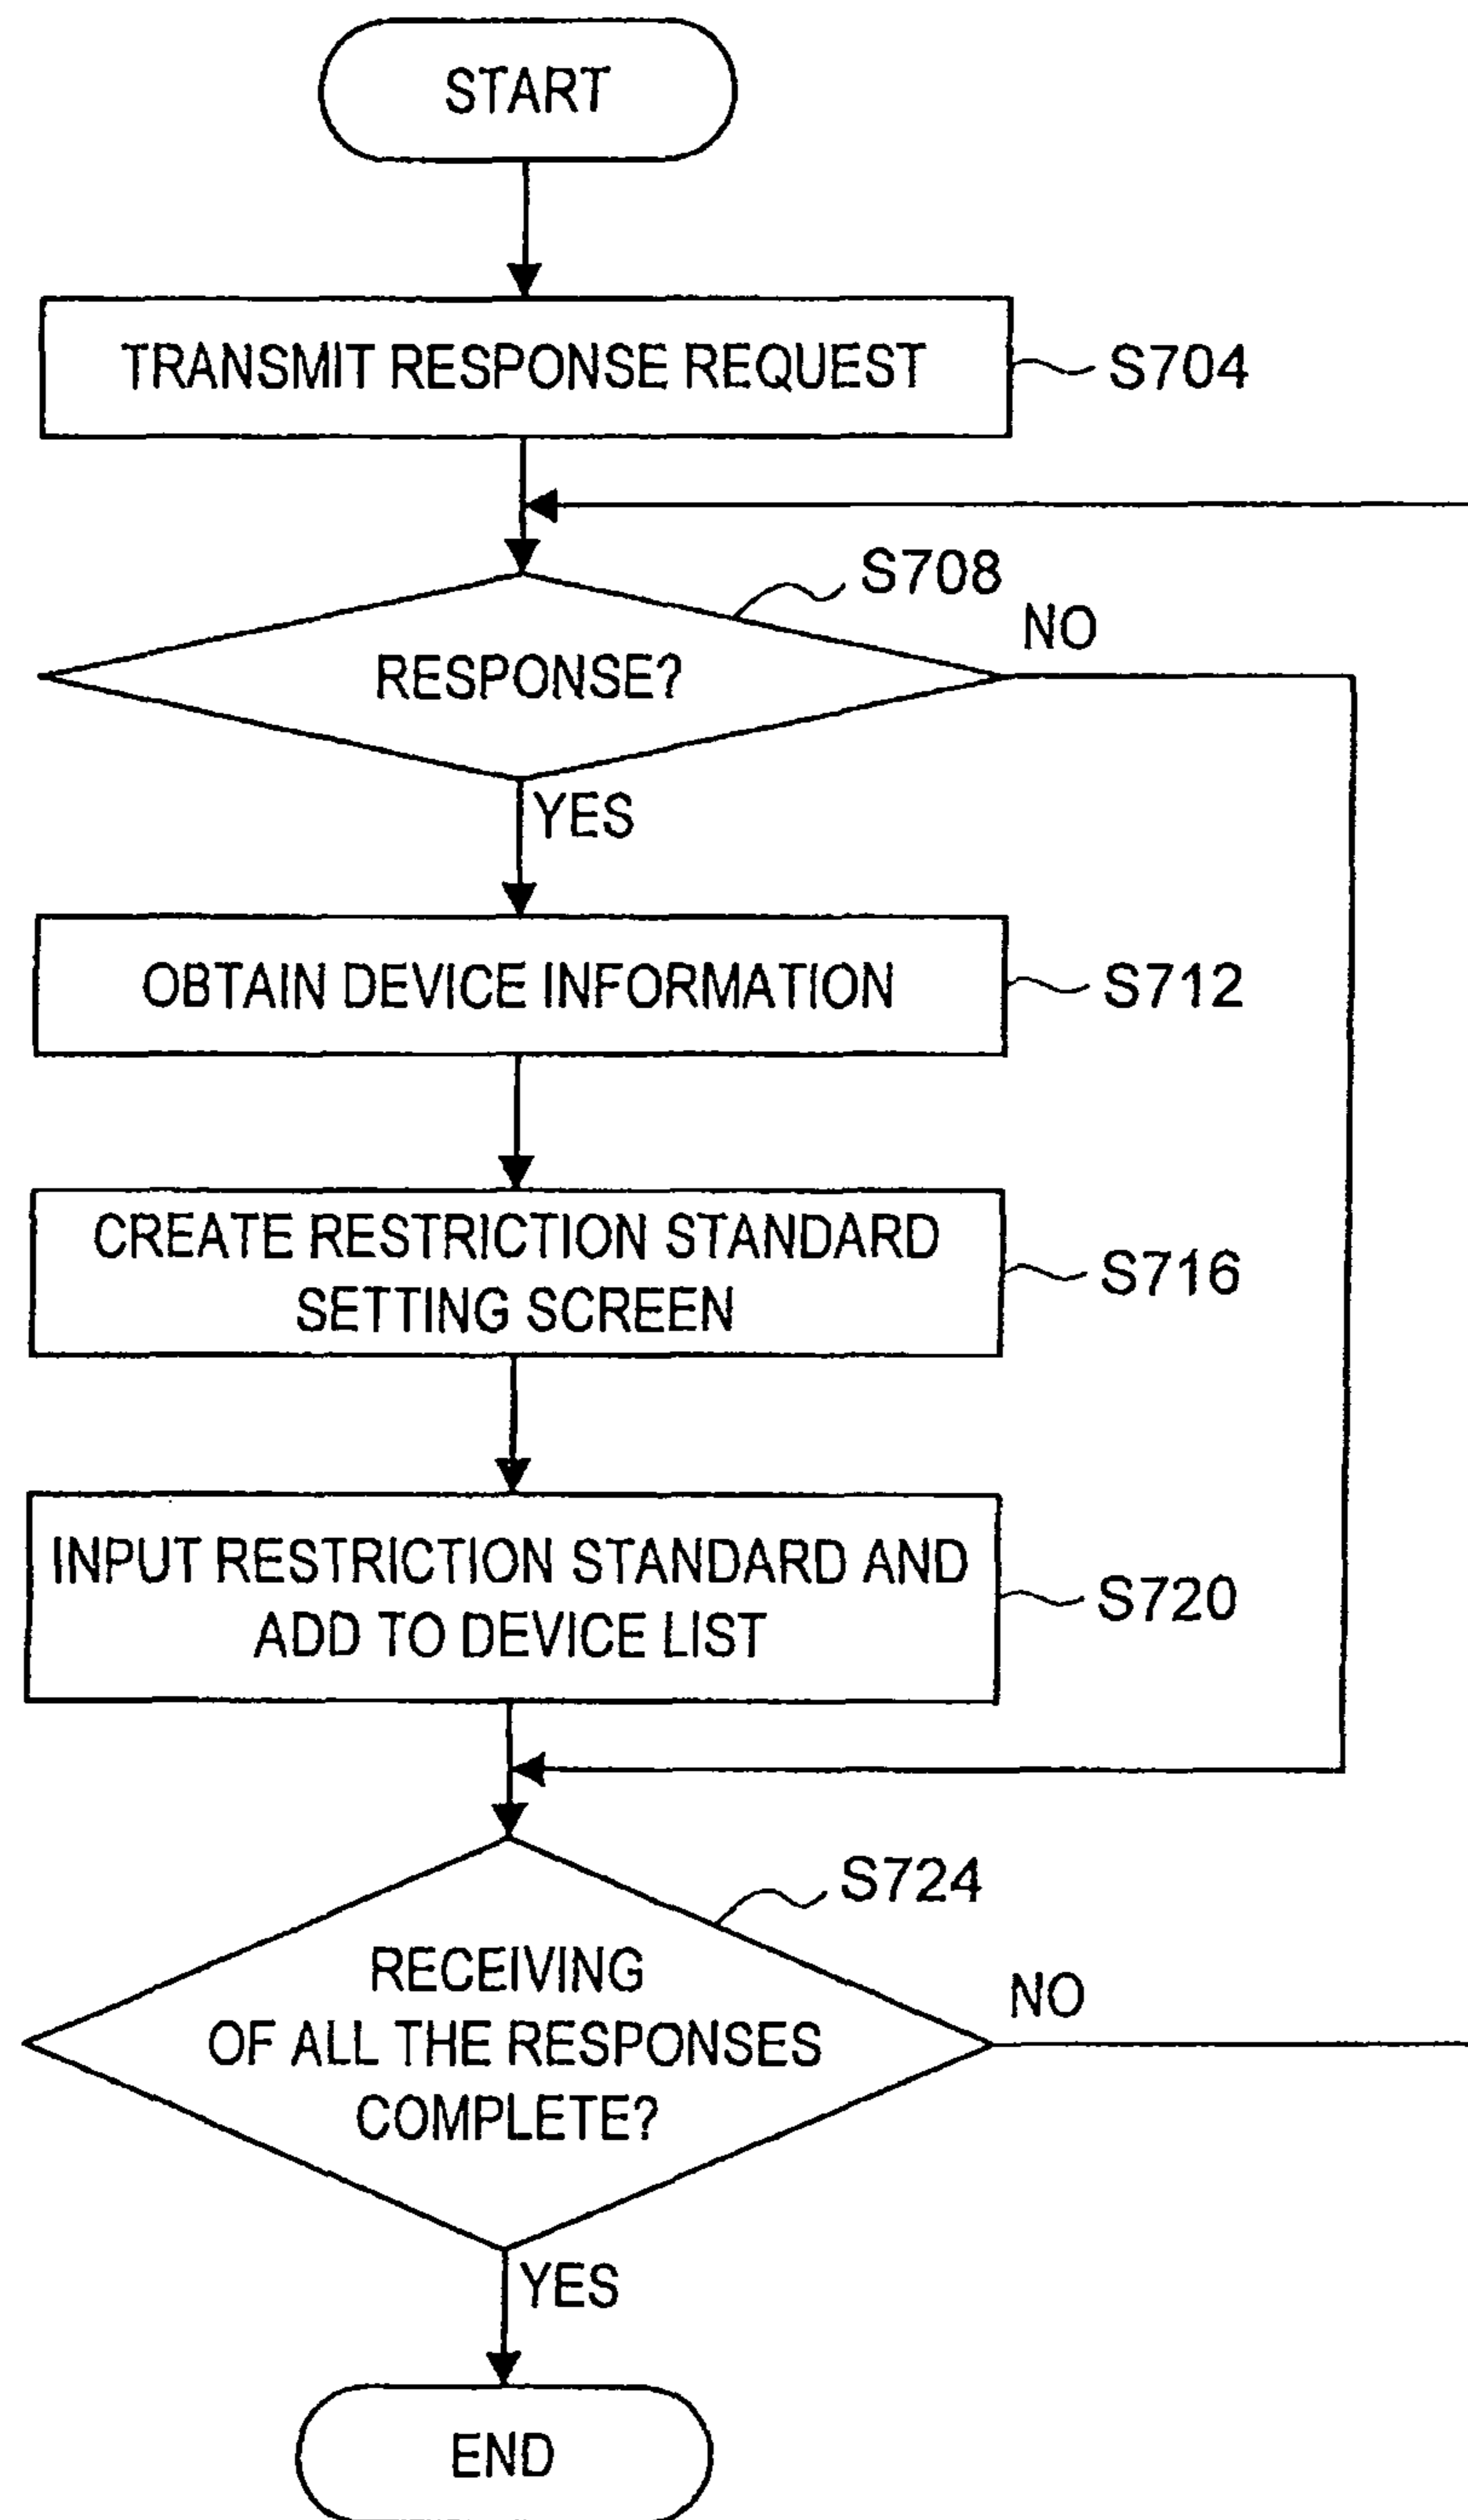 START
TRANSMIT RESPONSE REQUEST
S704
S708
NO
RESPONSE?
YES
OBTAIN DEVICE INFORMATION
S712
CREATE RESTRICTION STANDARD
SETTING SCREEN
S716
INPUT RESTRICTION STANDARD AND
ADD TO DEVICE LIST
S720
S724
RECEIVING
OF ALL THE RESPONSES
COMPLETE?
NO
YES
END